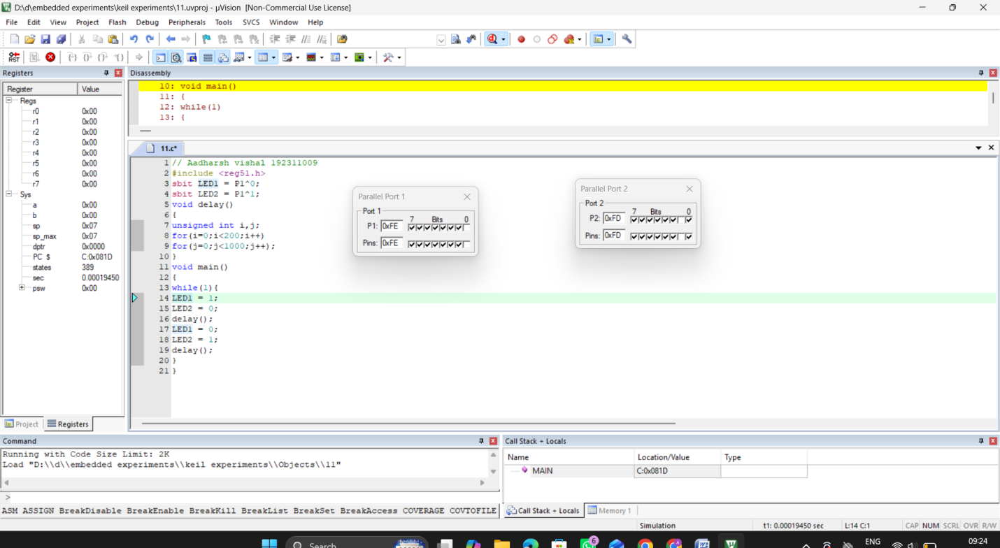 D:\d\embedded experiments\keil experiments\11.uvproj - µVision [Non-Commercial Use License]
File Edit View Project Flash Debug Peripherals Tools SVCS Window Help
Registers
Register Value
Regs
r0 0x00
r1 0x00
r2 0x00
r3 0x00
r4 0x00
r5 0x00
r6 0x00
r7 0x00
Sys
a 0x00
b 0x00
sp 0x07
sp_max 0x07
dptr 0x0000
PC $ C:0x081D
states 389
sec 0.00019450
psw 0x00
Project Registers
Disassembly
10: void main()
11: {
12: while(1)
13: {
11.c*
1 // Aadharsh vishal 192311009
2 #include <reg51.h>
3 sbit LED1 = P1^0;
4 sbit LED2 = P1^1;
5 void delay()
6 {
7 unsigned int i,j;
8 for(i=0;i<200;i++)
9 for(j=0;j<1000;j++);
10 }
11 void main()
12 {
13 while(1){
14 LED1 = 1;
15 LED2 = 0;
16 delay();
17 LED1 = 0;
18 LED2 = 1;
19 delay();
20 }
21 }
Parallel Port 1
Port 1
7 Bits 0
P1: 0xFE
Pins: 0xFE
Parallel Port 2
Port 2
7 Bits 0
P2: 0xFD
Pins: 0xFD
Command
Running with Code Size Limit: 2K
Load "D:\\d\\embedded experiments\\keil experiments\\Objects\\11"
>
ASM ASSIGN BreakDisable BreakEnable BreakKill BreakList BreakSet BreakAccess COVERAGE COVTOFILE
Call Stack + Locals
Name Location/Value Type
MAIN C:0x081D
Call Stack + Locals Memory 1
Simulation t1: 0.00019450 sec L:14 C:1 CAP NUM SCRL OVR R/W
Search 6 ENG 09:24